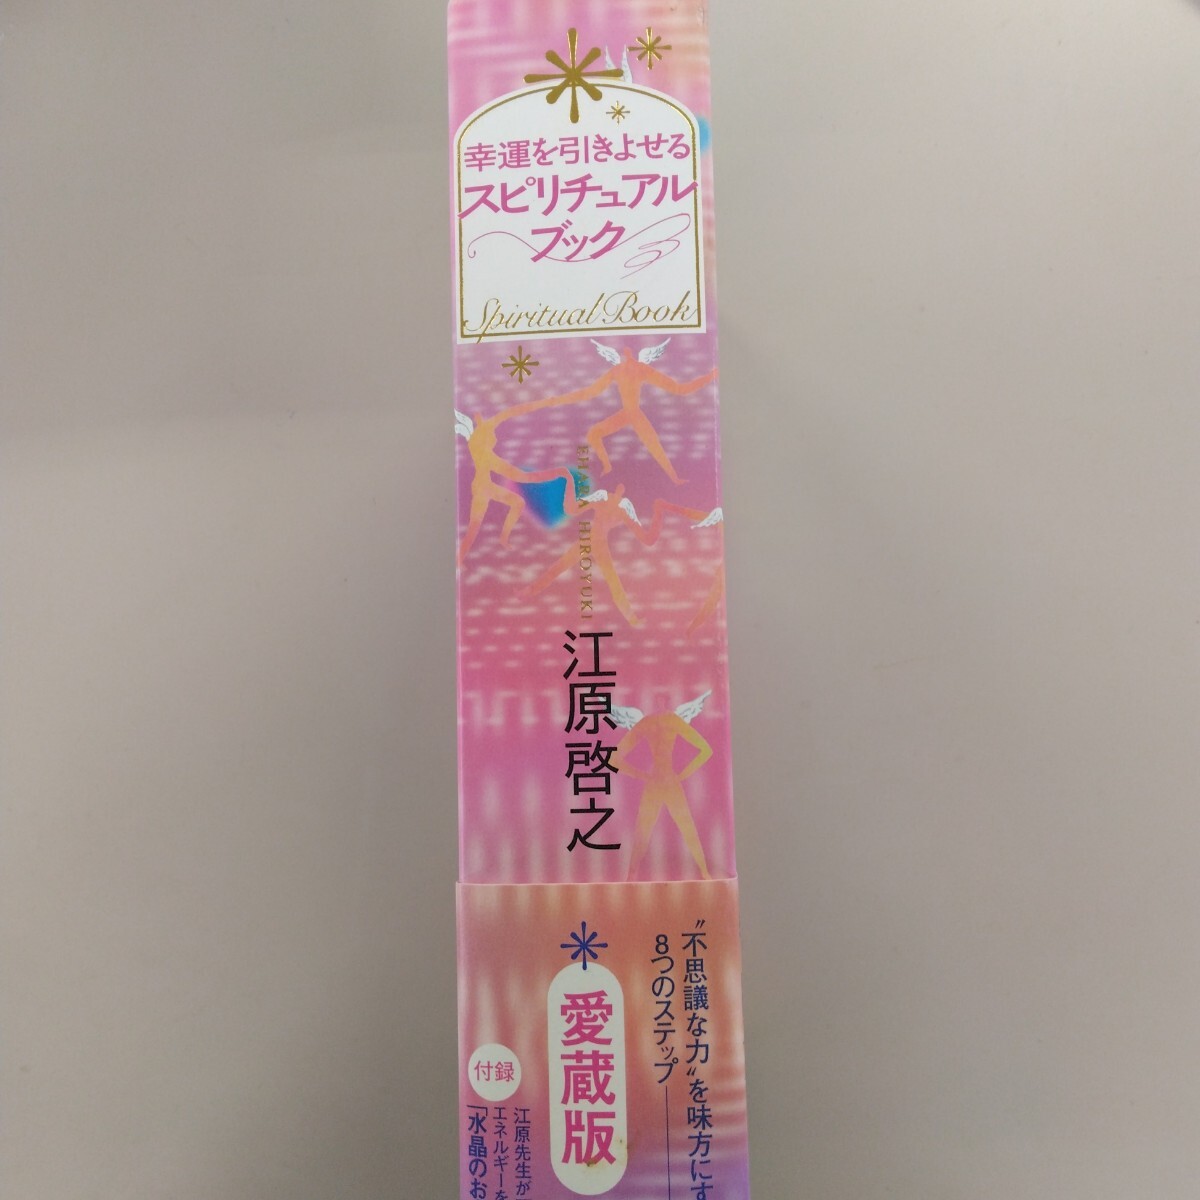 幸運を引きよせる
スピリチュアル
ブック
Spiritual Book
EHARA HIROYUKI
江原啓之
"不思議な力"を味方にす
8つのステップ——
愛蔵版
付録
江原先生が
エネルギーを
「水晶のお